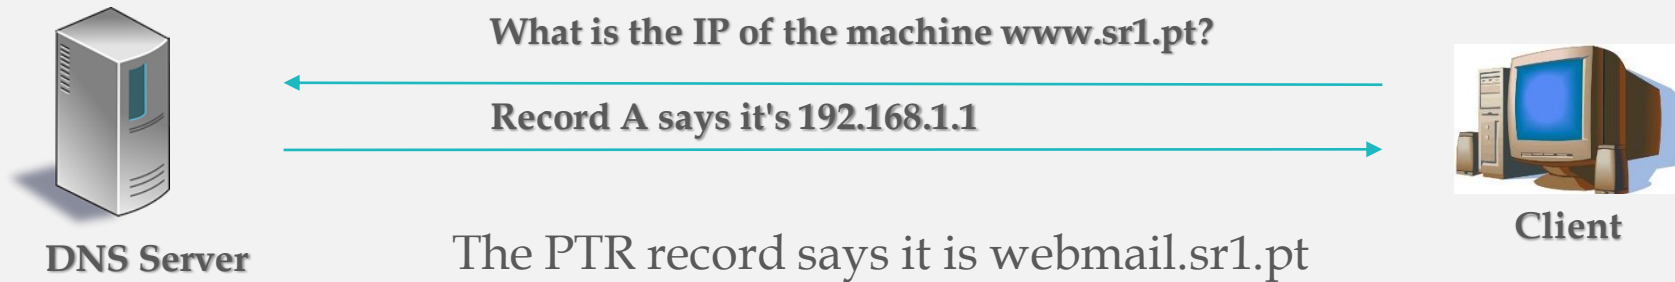 What is the IP of the machine www.sr1.pt?
Record A says it's 192.168.1.1
Client
DNS Server
The PTR record says it is webmail.sr1.pt